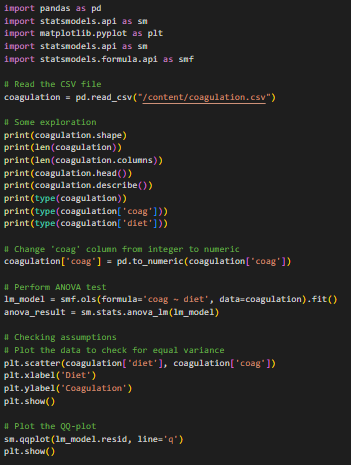 import pandas as pd
import statsmodels.api as sm
import matplotlib.pyplot as plt
import statsmodels.api as sm
import statsmodels.formula.api as smf
# Read the CSV file
coagulation = pd.read_csv("/content/coagulation.csv")
# Some exploration
print(coagulation.shape)
print(len(coagulation))
print(len(coagulation.columns))
print(coagulation.head())
print(coagulation.describe())
print(type(coagulation))
print(type(coagulation['coag']))
print(type(coagulation['diet']))
# Change 'coag' column from integer to numeric
coagulation['coag'] = pd.to_numeric(coagulation['coag'])
# Perform ANOVA test
lm_model = smf.ols(formula='coag ~ diet', data=coagulation).fit()
anova_result = sm.stats.anova_lm(lm_model)
# Checking assumptions
# Plot the data to check for equal variance
plt.scatter(coagulation['diet'], coagulation['coag'])
plt.xlabel('Diet')
plt.ylabel('Coagulation')
plt.show()
# Plot the QQ-plot
sm.qqplot(lm_model.resid, line='q')
plt.show()